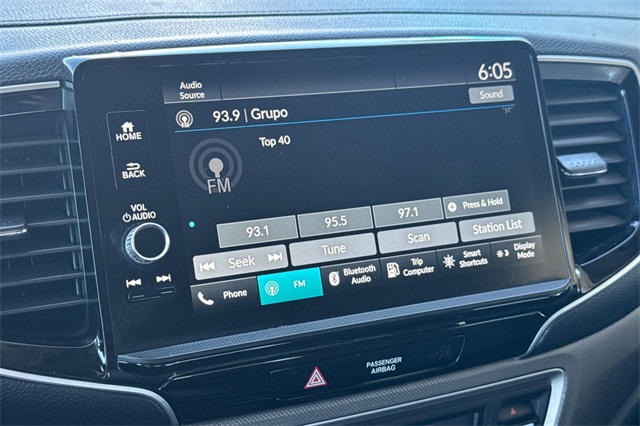 Audio
Source
6:05
Sound
93.9 | Grupo
"ST"
Top 40
FM
HOME
BACK
VOL
AUDIO
93.1
95.5
97.1
Press & Hold
Seek
Tune
Scan
Station List
Phone
FM
Bluetooth
Audio
Trip
Computer
Smart
Shortcuts
Display
Mode
PASSENGER
AIRBAG